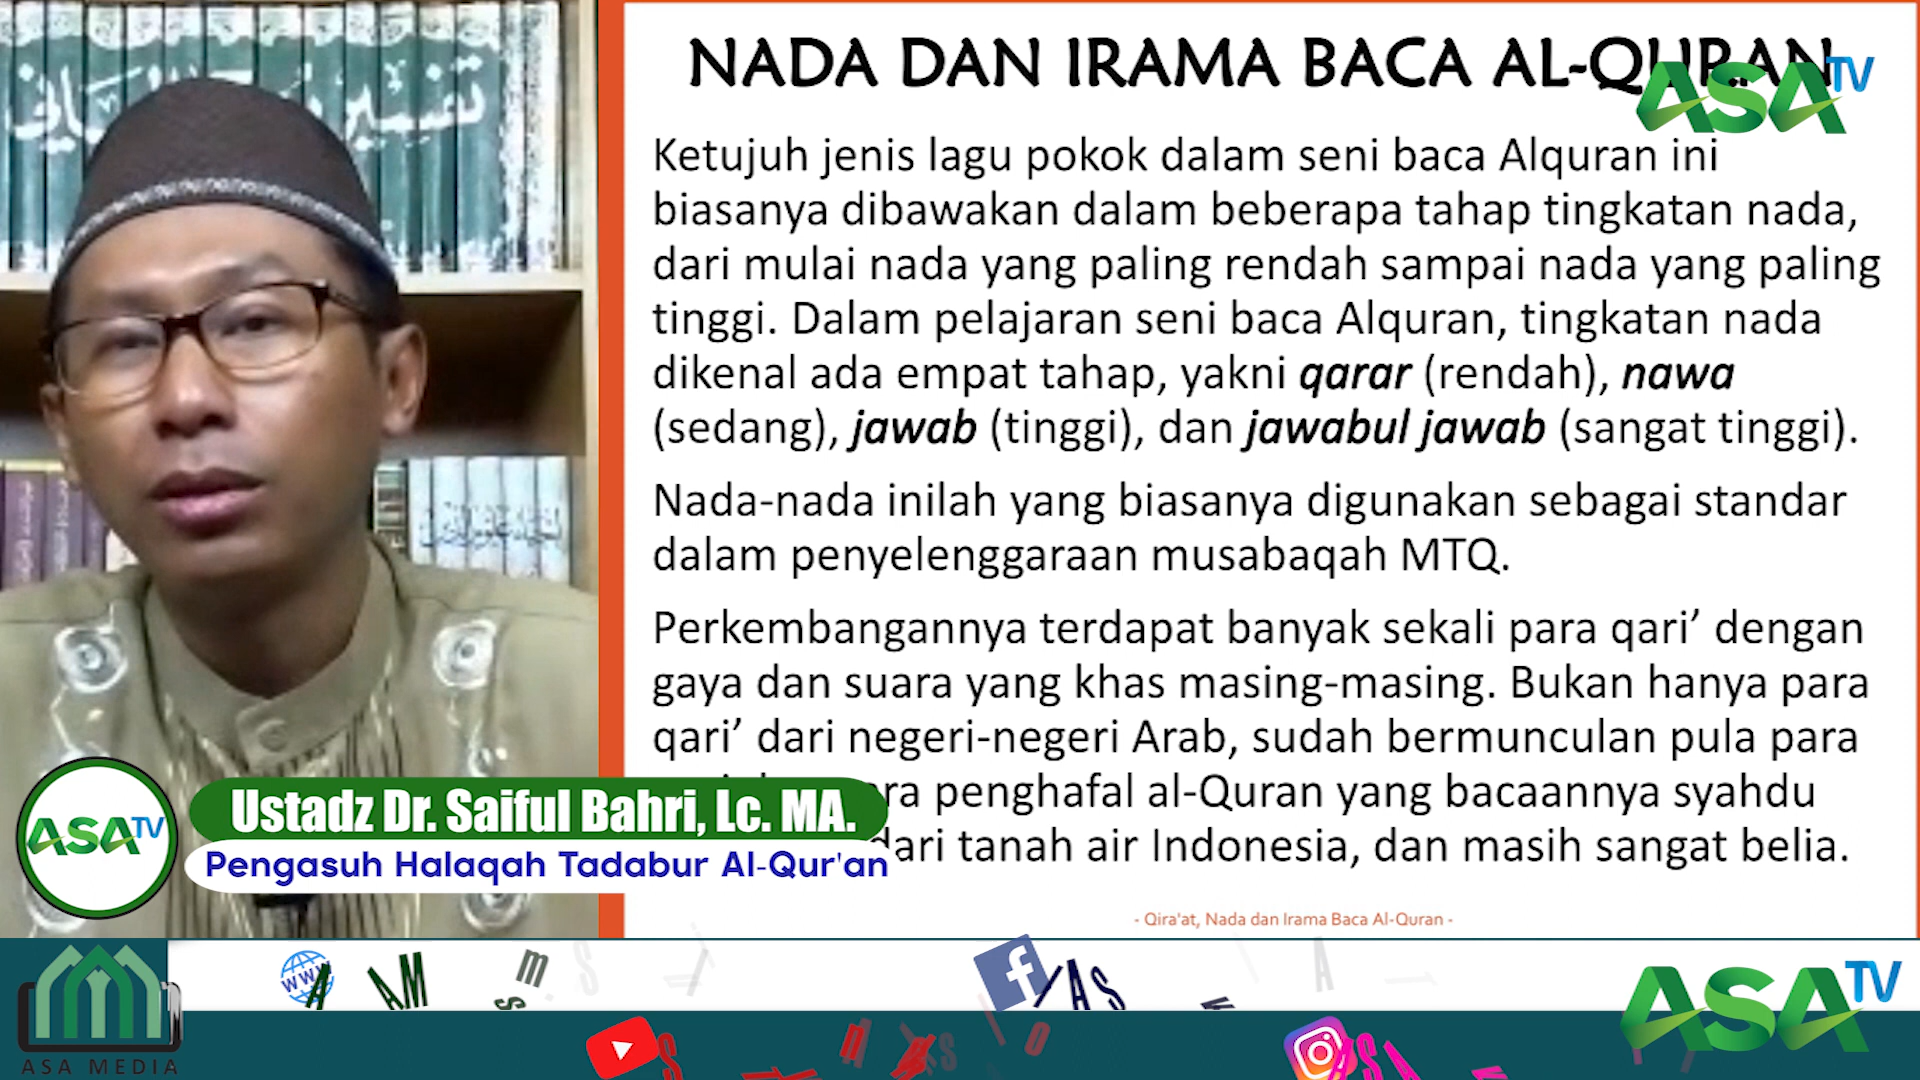 NADA DAN IRAMA BACA AL-QURAN
ASA TV
Ketujuh jenis lagu pokok dalam seni baca Alquran ini
biasanya dibawakan dalam beberapa tahap tingkatan nada,
dari mulai nada yang paling rendah sampai nada yang paling
tinggi. Dalam pelajaran seni baca Alquran, tingkatan nada
dikenal ada empat tahap, yakni qarar (rendah), nawa
(sedang), jawab (tinggi), dan jawabul jawab (sangat tinggi).
Nada-nada inilah yang biasanya digunakan sebagai standar
dalam penyelenggaraan musabaqah MTQ.
Perkembangannya terdapat banyak sekali para qari’ dengan
gaya dan suara yang khas masing-masing. Bukan hanya para
qari’ dari negeri-negeri Arab, sudah bermunculan pula para
penghafal al-Quran yang bacaannya syahdu
dari tanah air Indonesia, dan masih sangat belia.
- Qira'at, Nada dan Irama Baca Al-Quran -
ASA TV
Ustadz Dr. Saiful Bahri, Lc. MA.
Pengasuh Halaqah Tadabur Al-Qur'an
www
ASA MEDIA
ASA TV